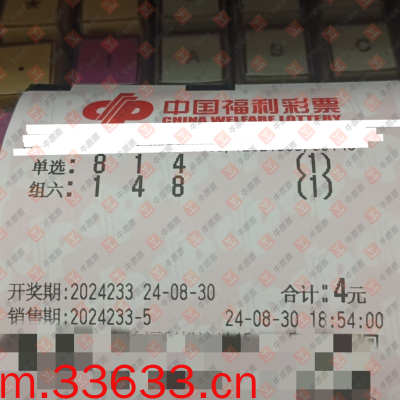 A
C
中国福利彩票
CHINA WELFARE LOTTERY
单选: 8 1 4 (1)
组六: 1 4 8 (1)
开奖期:2024233 24-08-30 合计:4元
销售期:2024233-5 24-08-30 18:54:00
m.33633.cn